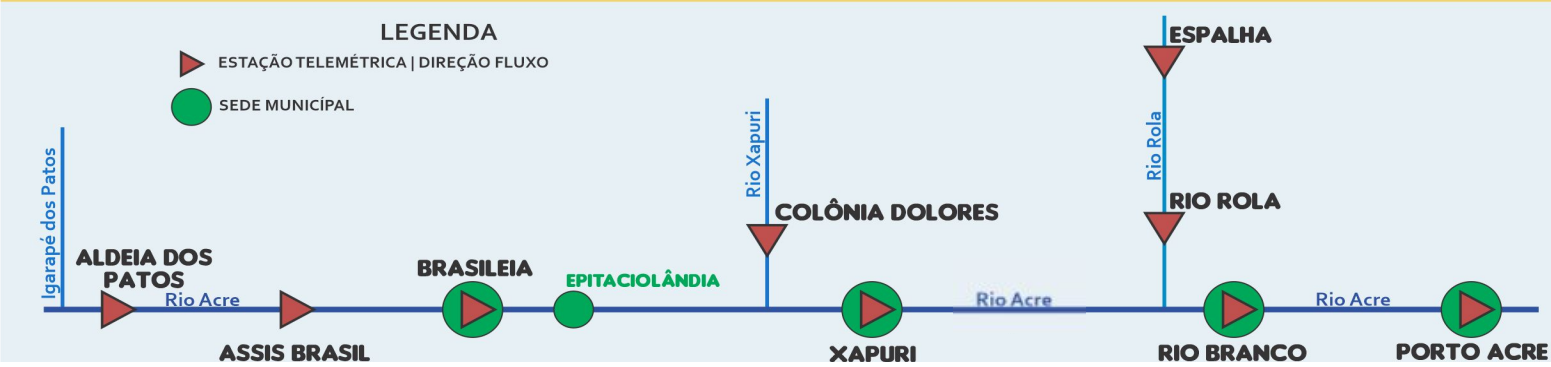 LEGENDA
ESTAÇÃO TELEMÉTRICA | DIREÇÃO FLUXO
SEDE MUNICÍPAL
ESPALHA
Rio Rola
RIO ROLA
Rio Xapuri
COLÔNIA DOLORES
Igarapé dos Patos
ALDEIA DOS
PATOS
Rio Acre
ASSIS BRASIL
BRASILEIA
EPITACIOLÂNDIA
XAPURI
Rio Acre
RIO BRANCO
Rio Acre
PORTO ACRE